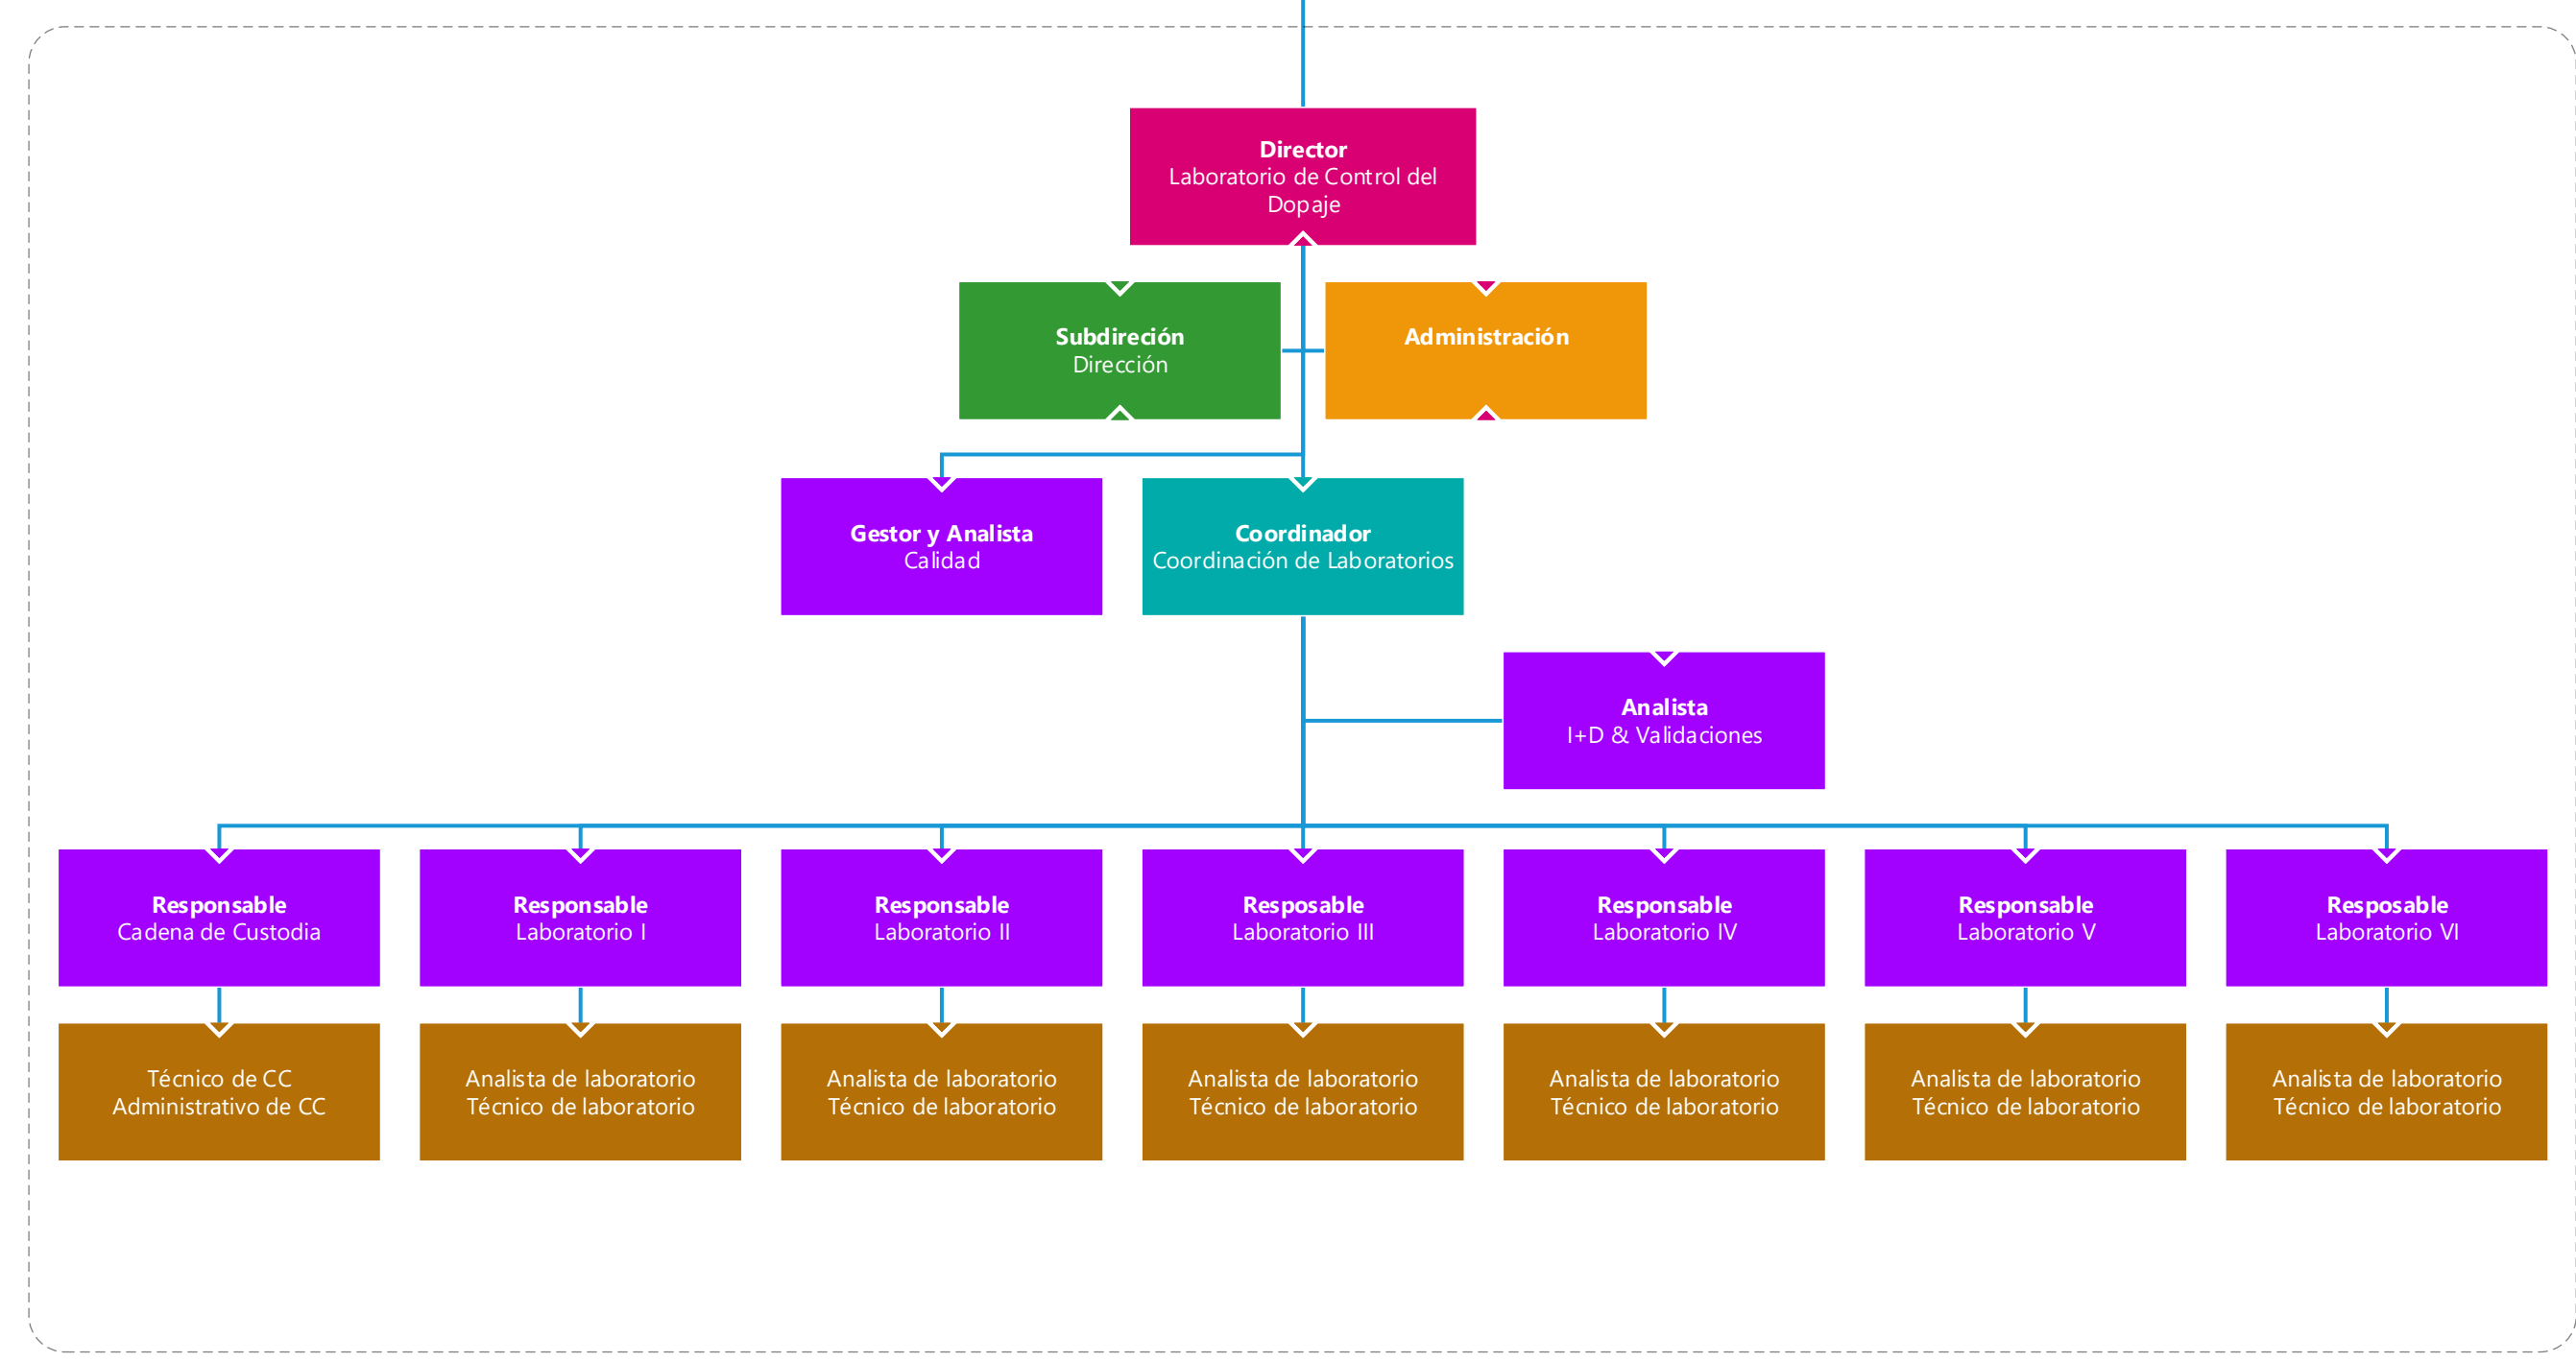 Director
Laboratorio de Control del
Dopaje
Subdireción
Dirección
Administración
Gestor y Analista
Calidad
Coordinador
Coordinación de Laboratorios
Analista
I+D & Validaciones
Responsable
Cadena de Custodia
Responsable
Laboratorio I
Responsable
Laboratorio II
Resposable
Laboratorio III
Responsable
Laboratorio IV
Responsable
Laboratorio V
Resposable
Laboratorio VI
Técnico de CC
Administrativo de CC
Analista de laboratorio
Técnico de laboratorio
Analista de laboratorio
Técnico de laboratorio
Analista de laboratorio
Técnico de laboratorio
Analista de laboratorio
Técnico de laboratorio
Analista de laboratorio
Técnico de laboratorio
Analista de laboratorio
Técnico de laboratorio